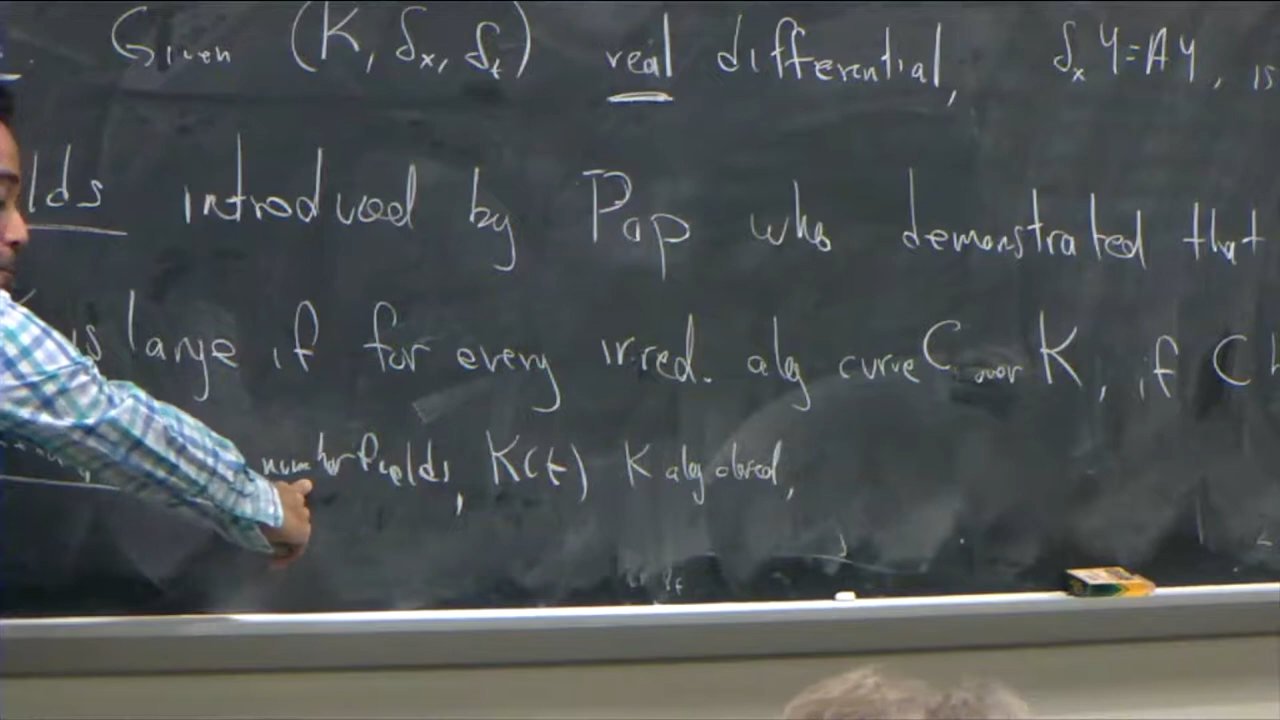 Given (K, δx, δt) real differential, δx Y=AY, is
lds introduced by Pop who demonstrated that
is large if for every irred. alg curve C over K, if C
number fields, K(t) K alg closed,